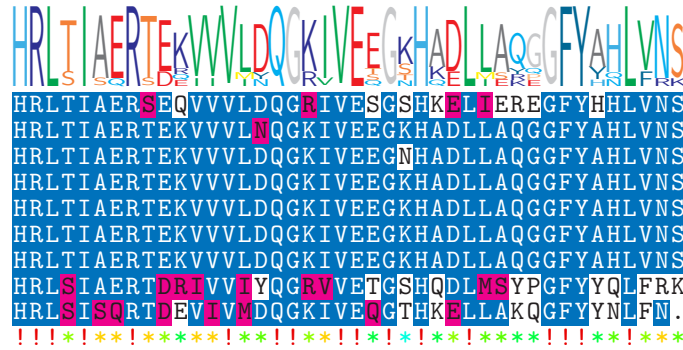 HRLTIAERTEKVVVLDQGKIVEEGKHADLLAQGGFYAHLVNS
HRLTIAERSEQVVVLDQGRIVESGSHKELIEREGFYHHLVNS
HRLTIAERTEKVVVLNQGKIVEEGKHADLLAQGGFYAHLVNS
HRLTIAERTEKVVVLDQGKIVEEGKHADLLAQGGFYAHLVNS
HRLTIAERTEKVVVLDQGKIVEEGNHADLLAQGGFYAHLVNS
HRLTIAERTEKVVVLDQGKIVEEGKHADLLAQGGFYAHLVNS
HRLTIAERTEKVVVLDQGKIVEEGKHADLLAQGGFYAHLVNS
HRLTIAERTEKVVVLDQGKIVEEGKHADLLAQGGFYAHLVNS
HRLSIAERTDRIVVIYQGRVVETGSHQDLMSYPGFYYQLFRK
HRLSISQRTDEVIVMDQGKIVEQGTHKELLAKQGFYYNLFN.
!!!*!**!*****!**!!**!!*!*!**!****!!!**!***